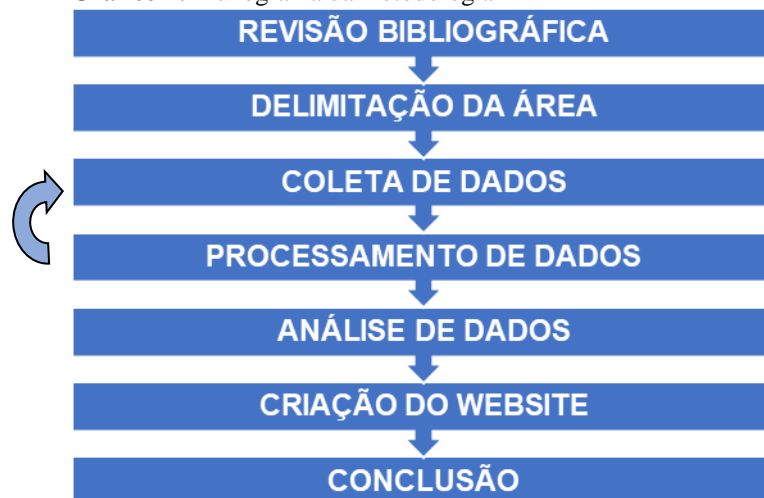 REVISÃO BIBLIOGRÁFICA
DELIMITAÇÃO DA ÁREA
COLETA DE DADOS
PROCESSAMENTO DE DADOS
ANÁLISE DE DADOS
CRIAÇÃO DO WEBSITE
CONCLUSÃO